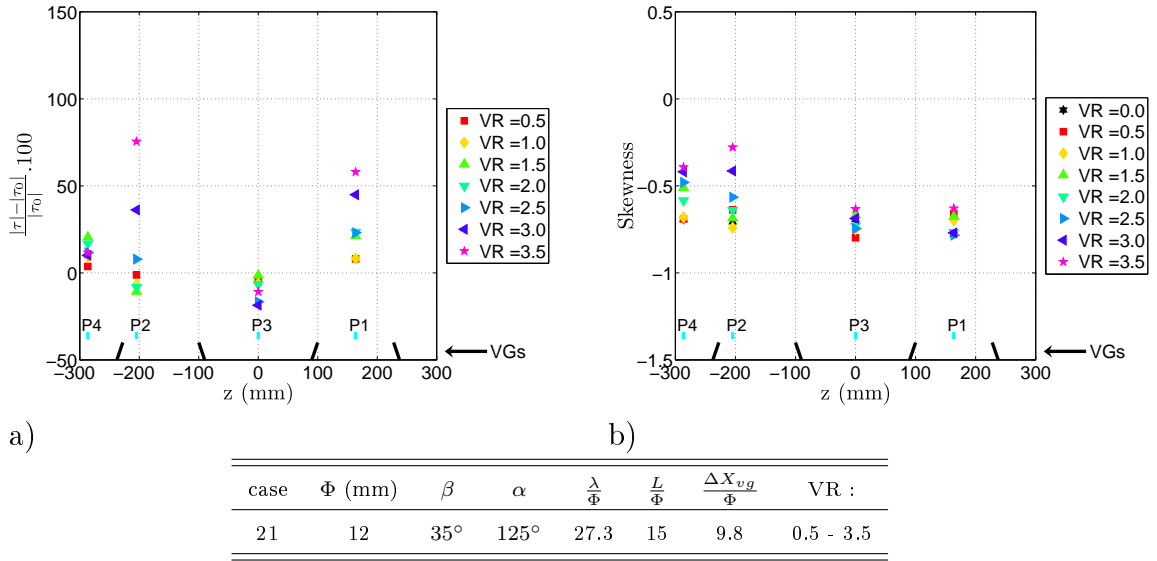 150
100
50
0
−50
−300 −200 −100 0 100 200 300
z (mm)
|τ|−|τ0| / |τ0| .100
P4 P2 P3 P1
VGs
VR =0.5
VR =1.0
VR =1.5
VR =2.0
VR =2.5
VR =3.0
VR =3.5
a)
0.5
0
−0.5
−1
−1.5
−300 −200 −100 0 100 200 300
z (mm)
Skewness
P4 P2 P3 P1
VGs
VR =0.0
VR =0.5
VR =1.0
VR =1.5
VR =2.0
VR =2.5
VR =3.0
VR =3.5
b)
case Φ (mm) β α λ/Φ L/Φ ΔXvg/Φ VR :
21 12 35° 125° 27.3 15 9.8 0.5 - 3.5